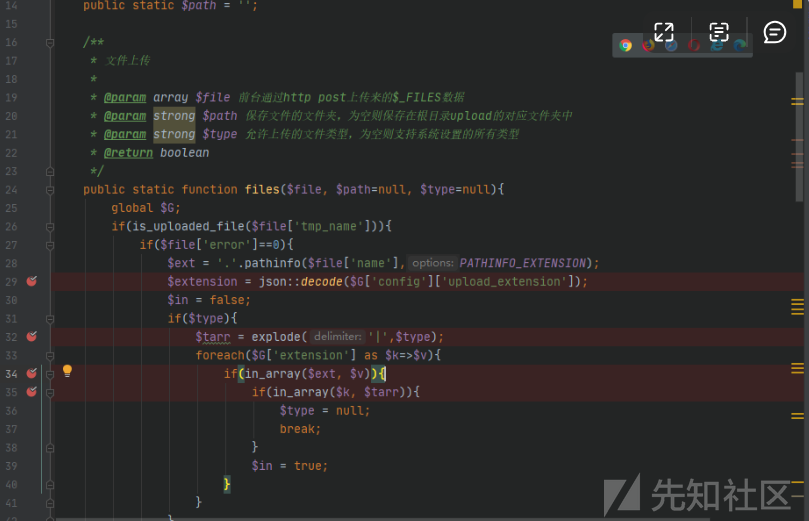 14 public static $path = '';
15
16 /**
17 * 文件上传
18 *
19 * @param array $file 前台通过http post上传来的$_FILES数据
20 * @param strong $path 保存文件的文件夹，为空则保存在根目录upload的对应文件夹中
21 * @param strong $type 允许上传的文件类型，为空则支持系统设置的所有类型
22 * @return boolean
23 */
24 public static function files($file, $path=null, $type=null){
25 global $G;
26 if(is_uploaded_file($file['tmp_name'])){
27 if($file['error']==0){
28 $ext = '.'.pathinfo($file['name'], options: PATHINFO_EXTENSION);
29 $extension = json::decode($G['config']['upload_extension']);
30 $in = false;
31 if($type){
32 $tarr = explode( delimiter: '|',$type);
33 foreach($G['extension'] as $k=>$v){
34 if(in_array($ext, $v)){
35 if(in_array($k, $tarr)){
36 $type = null;
37 break;
38 }
39 $in = true;
40 }
41 }
}
先知社区